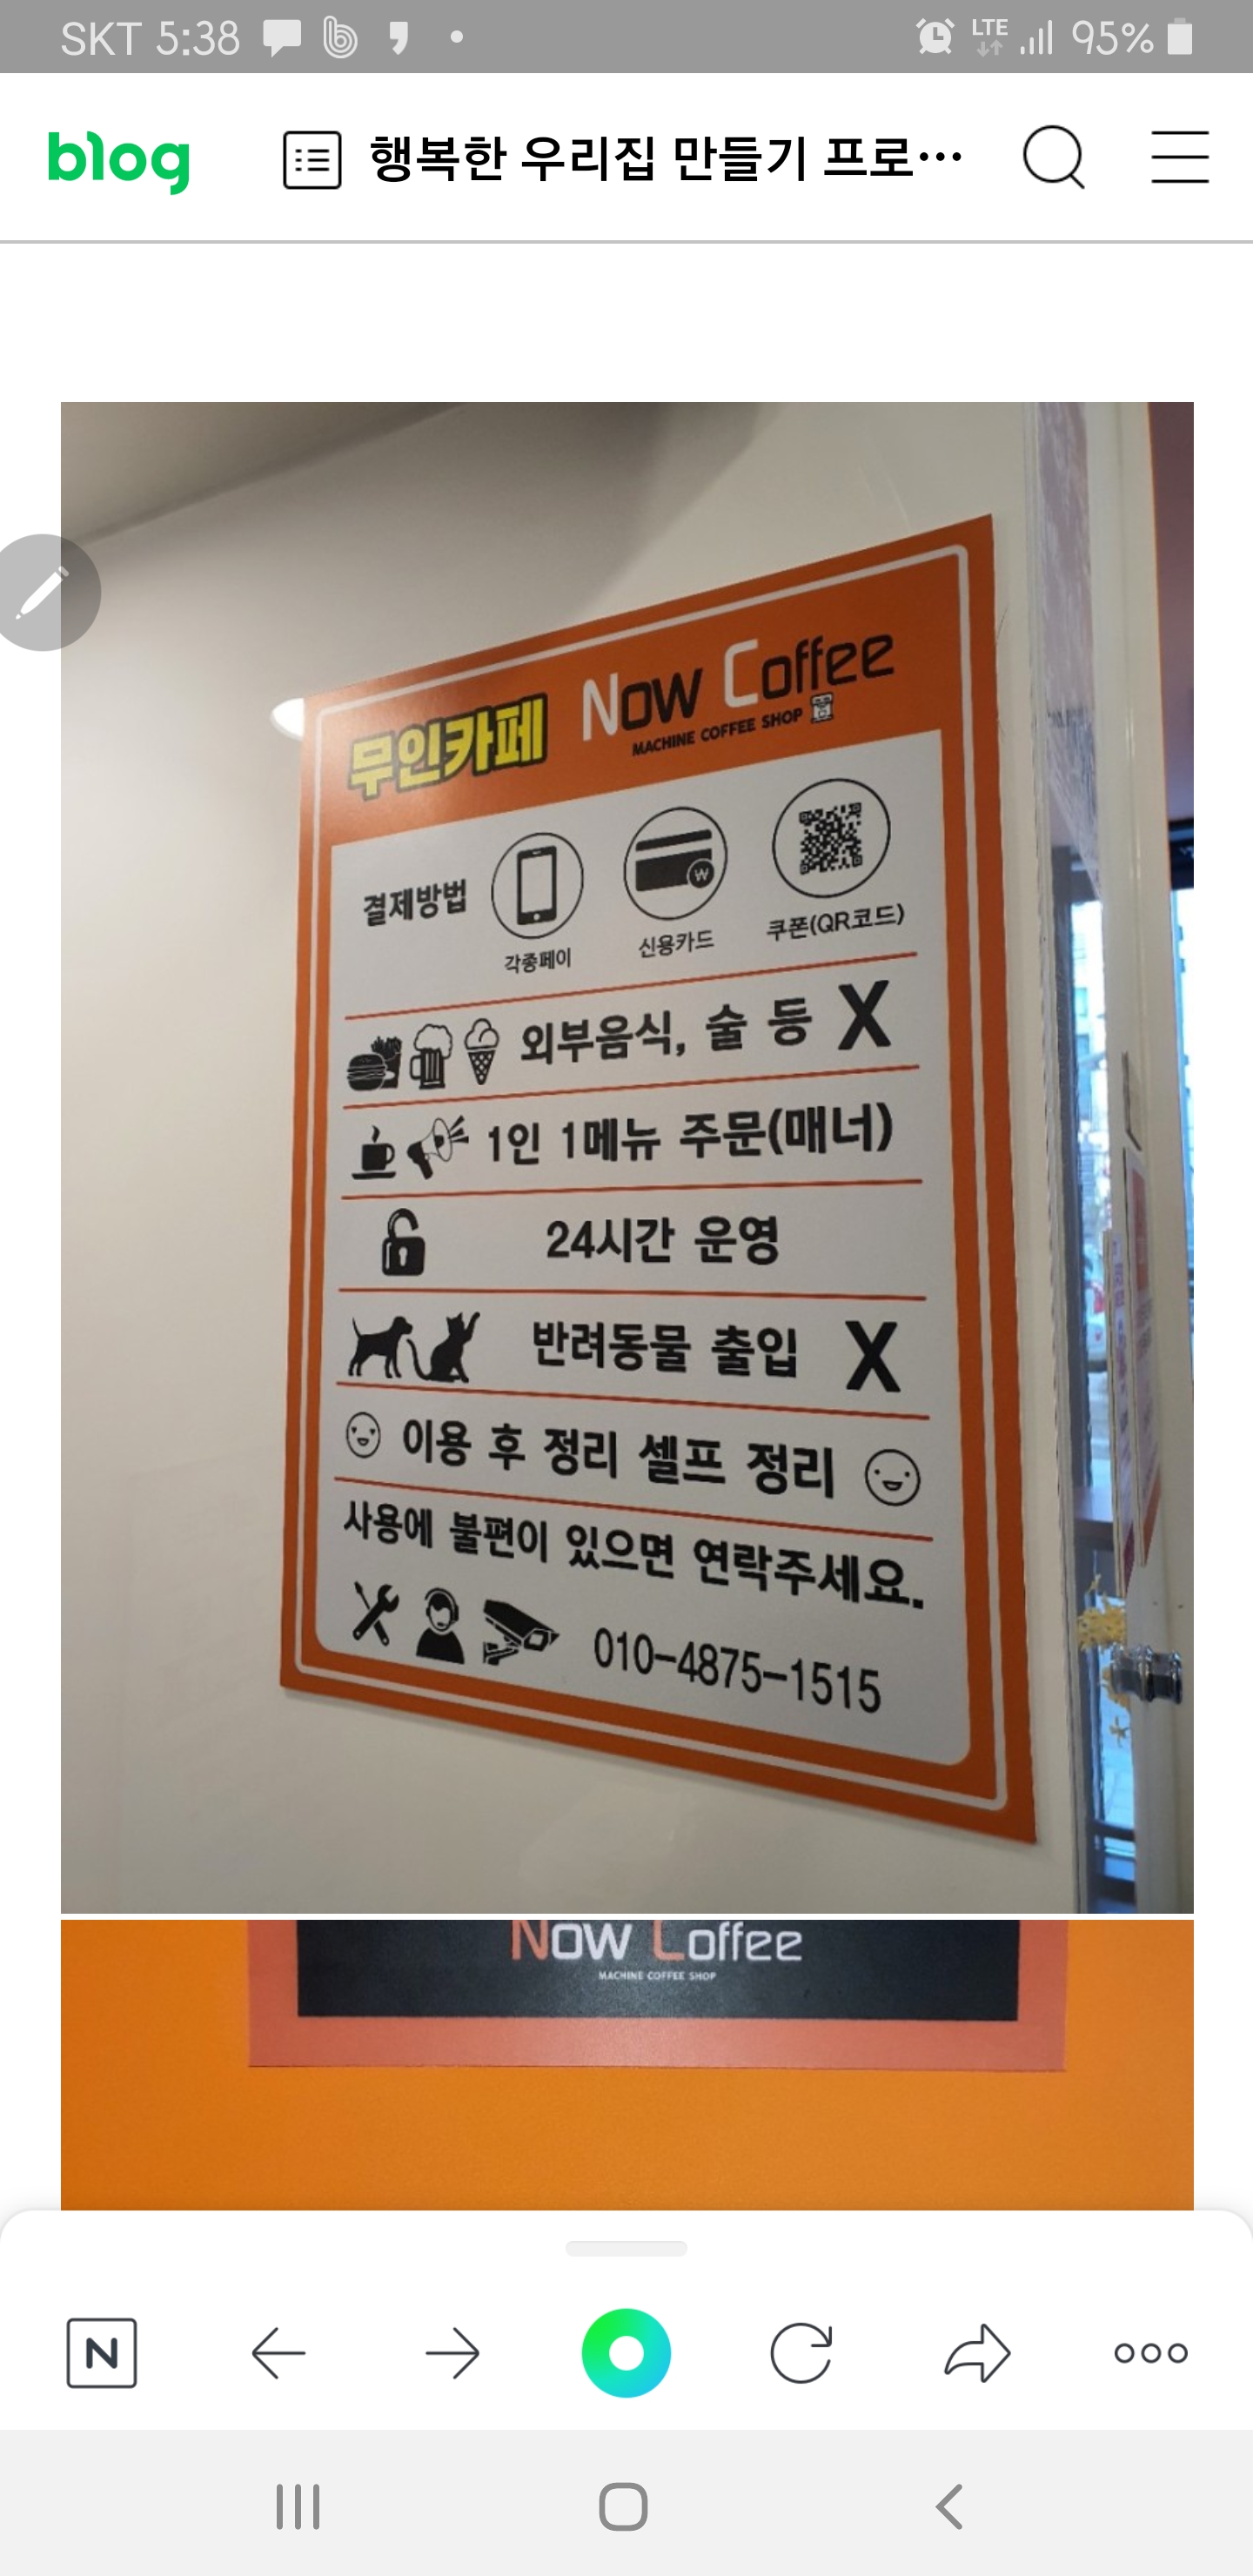 SKT 5:38
LTE 95%
blog
행복한 우리집 만들기 프로…
무인카페 Now Coffee
MACHINE COFFEE SHOP
결제방법
각종페이 신용카드 쿠폰(QR코드)
외부음식, 술 등 X
1인 1메뉴 주문(매너)
24시간 운영
반려동물 출입 X
이용 후 정리 셀프 정리
사용에 불편이 있으면 연락주세요.
010-4875-1515
Now Coffee
MACHINE COFFEE SHOP
N